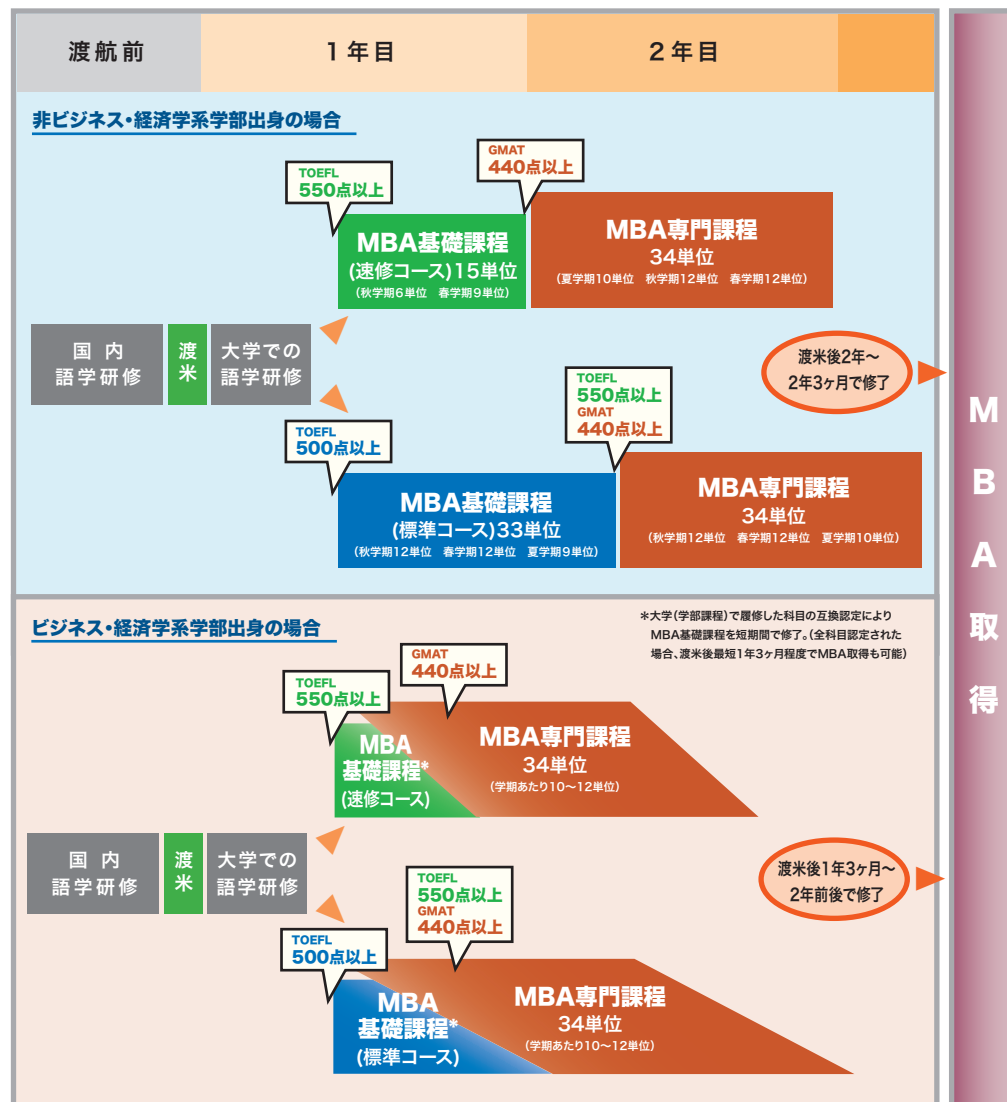 渡航前
1年目
2年目
非ビジネス・経済学系学部出身の場合
TOEFL
550点以上
GMAT
440点以上
MBA基礎課程
(速修コース)15単位
(秋学期6単位 春学期9単位)
MBA専門課程
34単位
(夏学期10単位 秋学期12単位 春学期12単位)
国内
語学研修
渡米
大学での
語学研修
渡米後2年～
2年3ヶ月で修了
TOEFL
500点以上
TOEFL
550点以上
GMAT
440点以上
MBA基礎課程
(標準コース)33単位
(秋学期12単位 春学期12単位 夏学期9単位)
MBA専門課程
34単位
(秋学期12単位 春学期12単位 夏学期10単位)
ビジネス・経済学系学部出身の場合
*大学(学部課程)で履修した科目の互換認定により
MBA基礎課程を短期間で修了。(全科目認定された
場合、渡米後最短1年3ヶ月程度でMBA取得も可能)
TOEFL
550点以上
GMAT
440点以上
MBA
基礎課程*
(速修コース)
MBA専門課程
34単位
(学期あたり10～12単位)
国内
語学研修
渡米
大学での
語学研修
渡米後1年3ヶ月～
2年前後で修了
TOEFL
500点以上
TOEFL
550点以上
GMAT
440点以上
MBA
基礎課程*
(標準コース)
MBA専門課程
34単位
(学期あたり10～12単位)
MBA取得